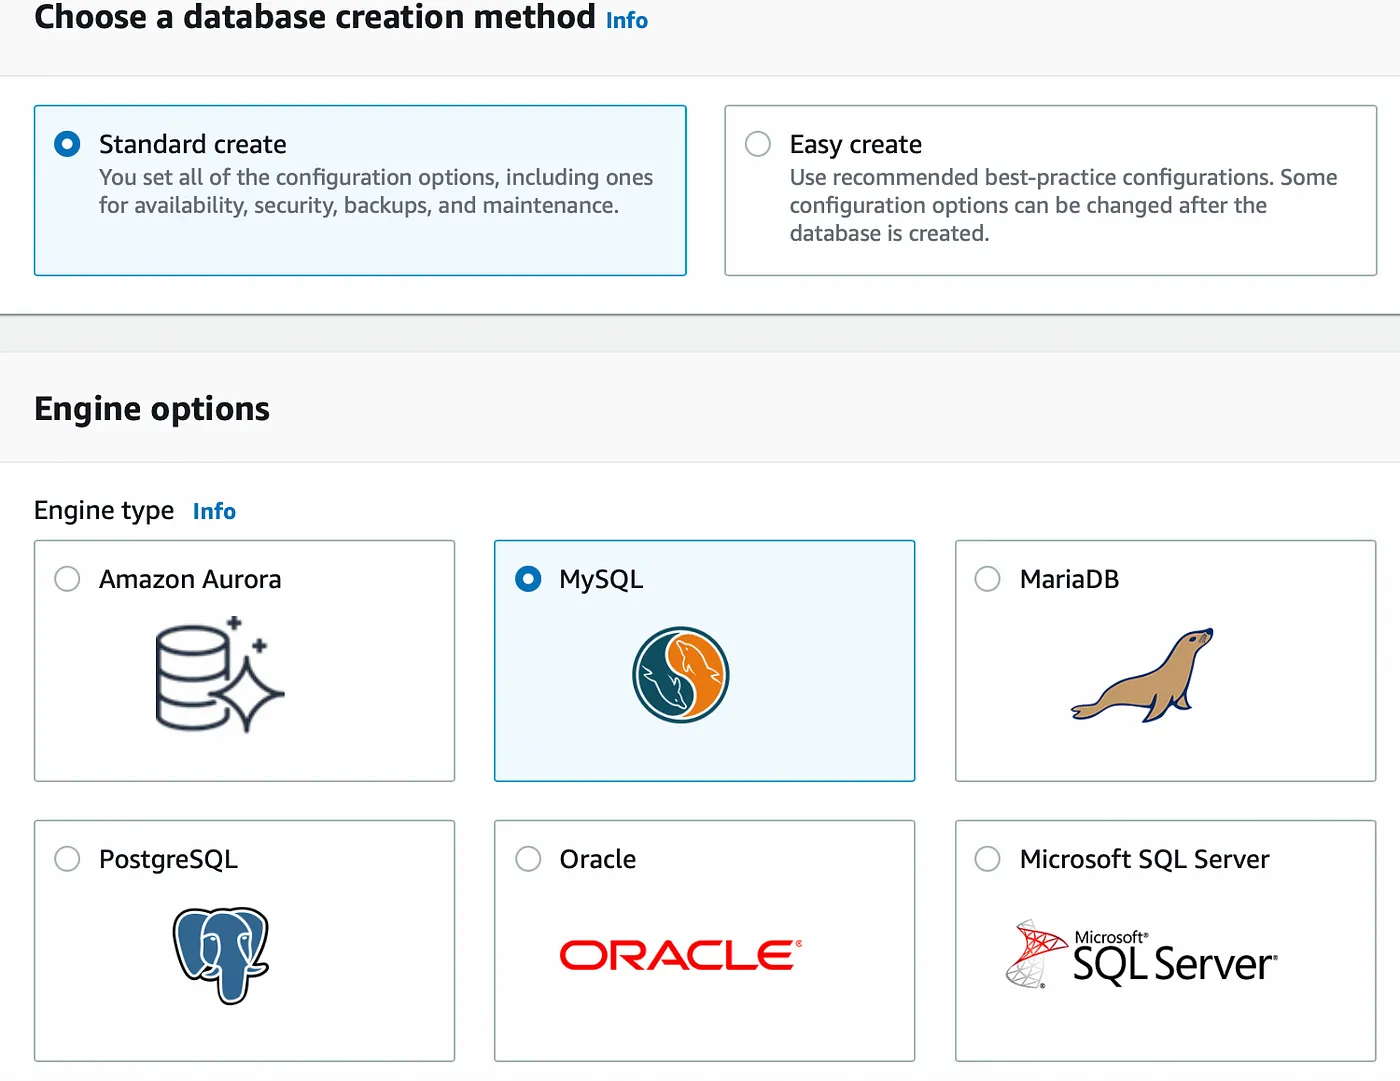 Choose a database creation method Info
Standard create
You set all of the configuration options, including ones
for availability, security, backups, and maintenance.
Easy create
Use recommended best-practice configurations. Some
configuration options can be changed after the
database is created.
Engine options
Engine type Info
Amazon Aurora
MySQL
MariaDB
PostgreSQL
Oracle
ORACLE®
Microsoft SQL Server
Microsoft®
SQL Server®